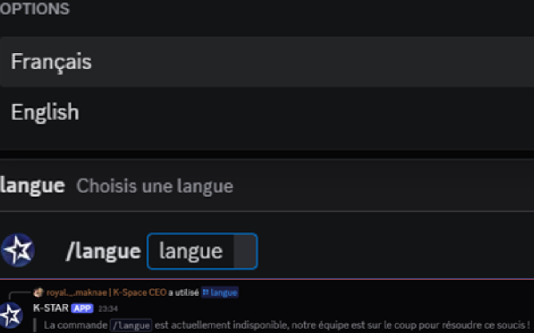 OPTIONS
Français
English
langue Choisis une langue
/langue langue
royal._.maknae | K-Space CEO a utilisé langue
K-STAR APP 23:34
La commande /langue est actuellement indisponible, notre équipe est sur le coup pour résoudre ce soucis !